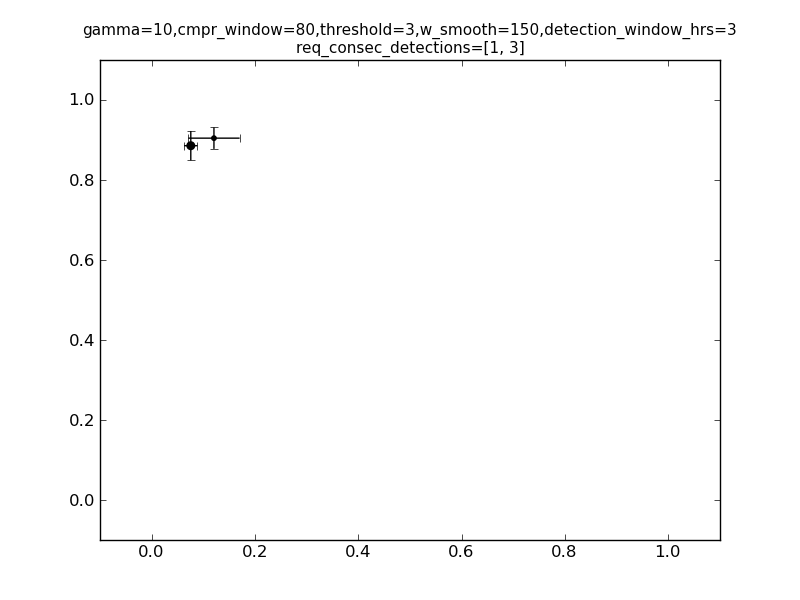 gamma=10,cmpr_window=80,threshold=3,w_smooth=150,detection_window_hrs=3
req_consec_detections=[1, 3]
1.0
0.8
0.6
0.4
0.2
0.0
0.0 0.2 0.4 0.6 0.8 1.0